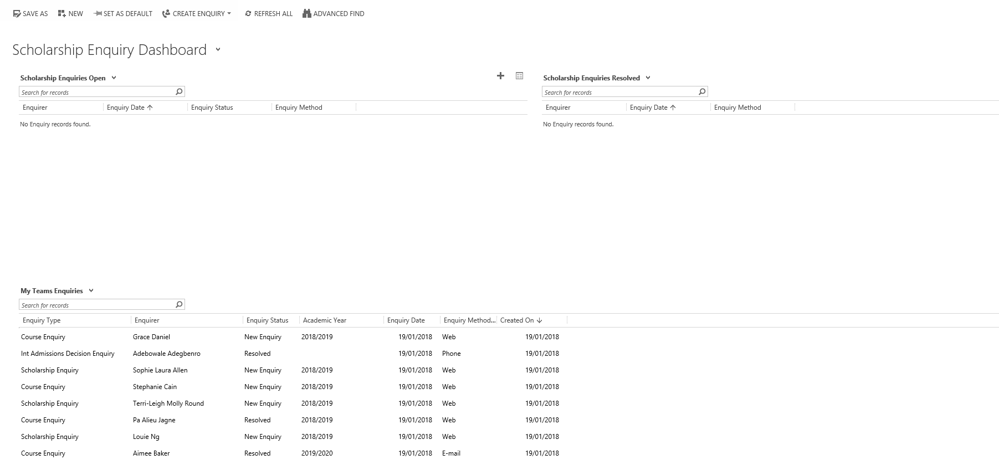 SAVE AS NEW SET AS DEFAULT CREATE ENQUIRY REFRESH ALL ADVANCED FIND
Scholarship Enquiry Dashboard
Scholarship Enquiries Open
Search for records
Enquirer Enquiry Date Enquiry Status Enquiry Method
No Enquiry records found.
Scholarship Enquiries Resolved
Search for records
Enquirer Enquiry Date Enquiry Method
No Enquiry records found.
My Teams Enquiries
Search for records
Enquiry Type Enquirer Enquiry Status Academic Year Enquiry Date Enquiry Method... Created On
Course Enquiry Grace Daniel New Enquiry 2018/2019 19/01/2018 Web 19/01/2018
Int Admissions Decision Enquiry Adebowale Adegbenro Resolved 19/01/2018 Phone 19/01/2018
Scholarship Enquiry Sophie Laura Allen New Enquiry 2018/2019 19/01/2018 Web 19/01/2018
Course Enquiry Stephanie Cain New Enquiry 2018/2019 19/01/2018 Web 19/01/2018
Scholarship Enquiry Terri-Leigh Molly Round New Enquiry 2018/2019 19/01/2018 Web 19/01/2018
Course Enquiry Pa Alieu Jagne Resolved 2018/2019 19/01/2018 Web 19/01/2018
Scholarship Enquiry Louie Ng New Enquiry 2018/2019 19/01/2018 Web 19/01/2018
Course Enquiry Aimee Baker Resolved 2019/2020 19/01/2018 E-mail 19/01/2018